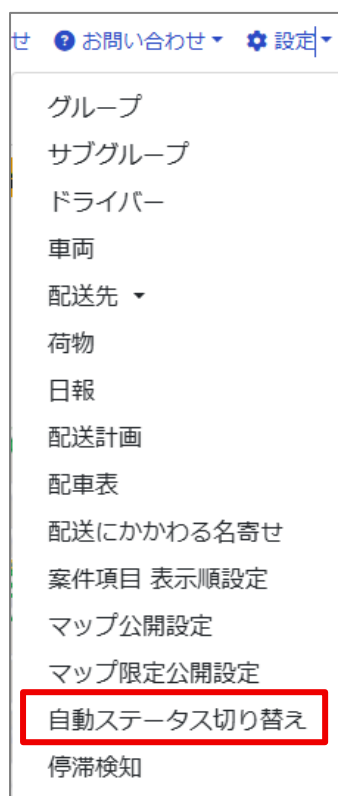 せ お問い合わせ 設定
グループ
サブグループ
ドライバー
車両
配送先
荷物
日報
配送計画
配車表
配送にかかわる名寄せ
案件項目 表示順設定
マップ公開設定
マップ限定公開設定
自動ステータス切り替え
停滞検知